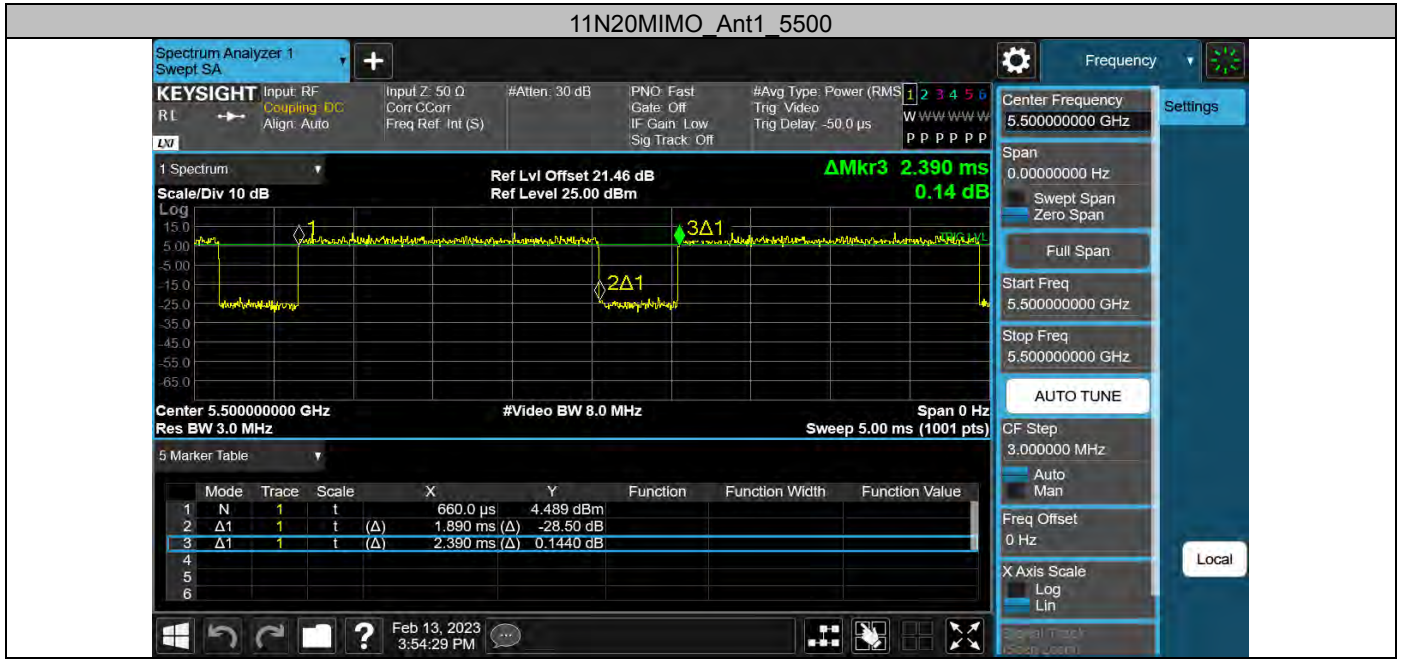 11N20MIMO_Ant1_5500
Spectrum Analyzer 1
Swept SA
Frequency
KEYSIGHT
RL
LXI
Input: RF
Coupling: DC
Align: Auto
Input Z: 50 Ω
Corr CCorr
Freq Ref: Int (S)
#Atten: 30 dB
PNO: Fast
Gate: Off
IF Gain: Low
Sig Track: Off
#Avg Type: Power (RMS
Trig: Video
Trig Delay: -50.0 µs
1 2 3 4 5 6
W W W W W W
P P P P P P
1 Spectrum
Scale/Div 10 dB
Log
Ref Lvl Offset 21.46 dB
Ref Level 25.00 dBm
ΔMkr3 2.390 ms
0.14 dB
15.0
5.00
-5.00
-15.0
-25.0
-35.0
-45.0
-55.0
-65.0
1
2Δ1
3Δ1
TRIG LVL
Center 5.500000000 GHz
Res BW 3.0 MHz
#Video BW 8.0 MHz
Span 0 Hz
Sweep 5.00 ms (1001 pts)
5 Marker Table
Mode Trace Scale X Y Function Function Width Function Value
1 N 1 t 660.0 µs 4.489 dBm
2 Δ1 1 t (Δ) 1.890 ms (Δ) -28.50 dB
3 Δ1 1 t (Δ) 2.390 ms (Δ) 0.1440 dB
4
5
6
Feb 13, 2023
3:54:29 PM
Center Frequency
5.500000000 GHz
Settings
Span
0.00000000 Hz
Swept Span
Zero Span
Full Span
Start Freq
5.500000000 GHz
Stop Freq
5.500000000 GHz
AUTO TUNE
CF Step
3.000000 MHz
Auto
Man
Freq Offset
0 Hz
X Axis Scale
Log
Lin
Local
Signal Track
(Span Zoom)